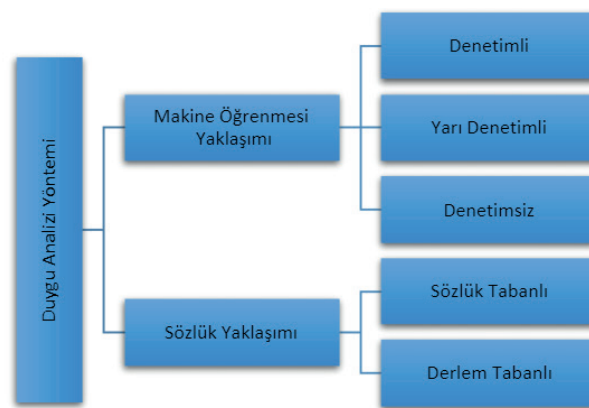 Duygu Analizi Yöntemi
Makine Öğrenmesi
Yaklaşımı
Denetimli
Yarı Denetimli
Denetimsiz
Sözlük Yaklaşımı
Sözlük Tabanlı
Derlem Tabanlı